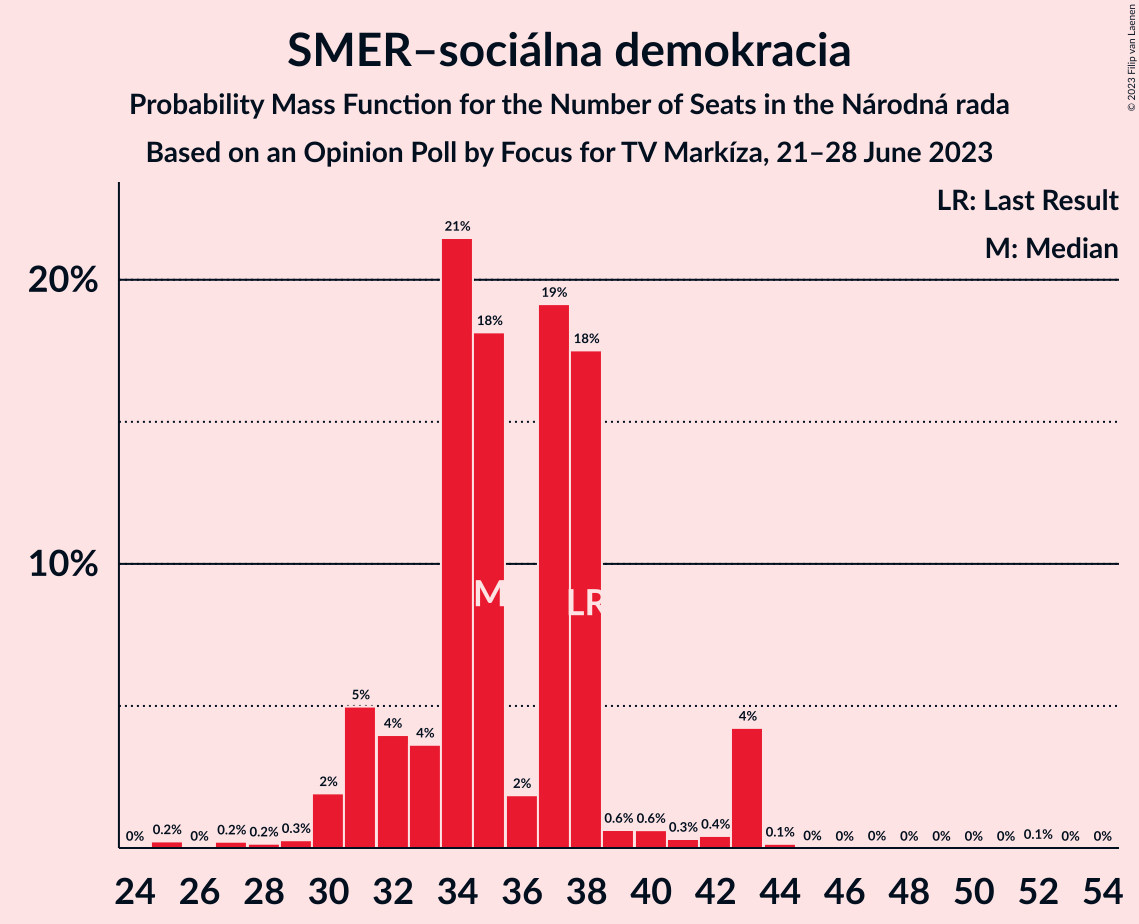 SMER–sociálna demokracia
Probability Mass Function for the Number of Seats in the Národná rada
Based on an Opinion Poll by Focus for TV Markíza, 21–28 June 2023
© 2023 Filip van Laenen
LR: Last Result
M: Median
20%
10%
0% 0.2% 0% 0.2% 0.2% 0.3% 2% 5% 4% 4% 21% 18% 2% 19% 18% 0.6% 0.6% 0.3% 0.4% 4% 0.1% 0% 0% 0% 0% 0% 0% 0% 0.1% 0% 0%
M LR
24 26 28 30 32 34 36 38 40 42 44 46 48 50 52 54